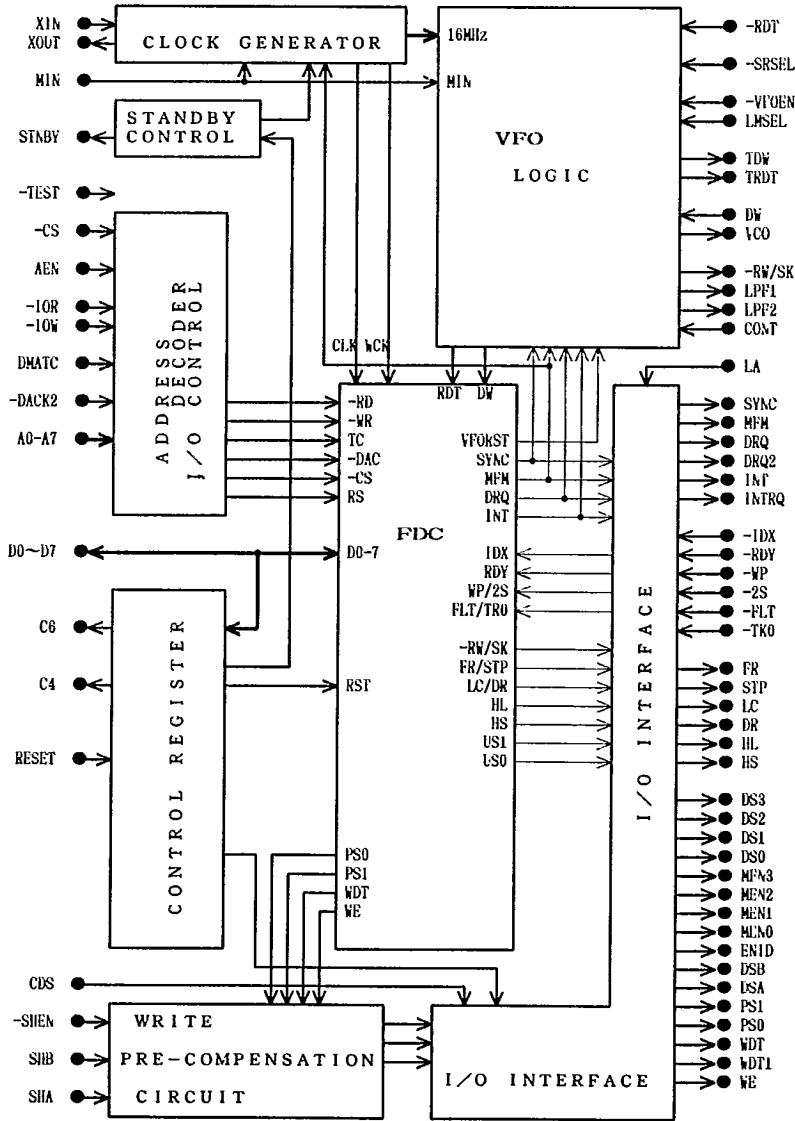 XIN
XOUT
MIN
STNBY
-TEST
-CS
AEN
-IOR
-IOW
DMATC
-DACK2
A0-A7
D0~D7
C6
C4
RESET
CDS
-SHEN
SHB
SHA
CLOCK GENERATOR
STANDBY
CONTROL
ADDRESS
DECODER
I/O CONTROL
CONTROL REGISTER
WRITE
PRE-COMPENSATION
CIRCUIT
16MHz
MIN
VFO
LOGIC
CLK WCK
RDT DW
-RD
-WR
TC
-DAC
-CS
RS
D0-7
RST
PS0
PS1
WDT
WE
FDC
VFORST
SYNC
MFM
DRQ
INT
IDX
RDY
WP/2S
FLT/TR0
-RW/SK
FR/STP
LC/DR
HL
HS
US1
US0
I/O INTERFACE
I/O INTERFACE
-RDT
-SRSEL
-VFOEN
LMSEL
TDW
TRDT
DW
VCO
-RW/SK
LPF1
LPF2
CONT
LA
SYNC
MFM
DRQ
DRQ2
INT
INTRQ
-IDX
-RDY
-WP
-2S
-FLT
-TK0
FR
STP
LC
DR
HL
HS
DS3
DS2
DS1
DS0
MEN3
MEN2
MEN1
MEN0
ENID
DSB
DSA
PS1
PS0
WDT
WDT1
WE